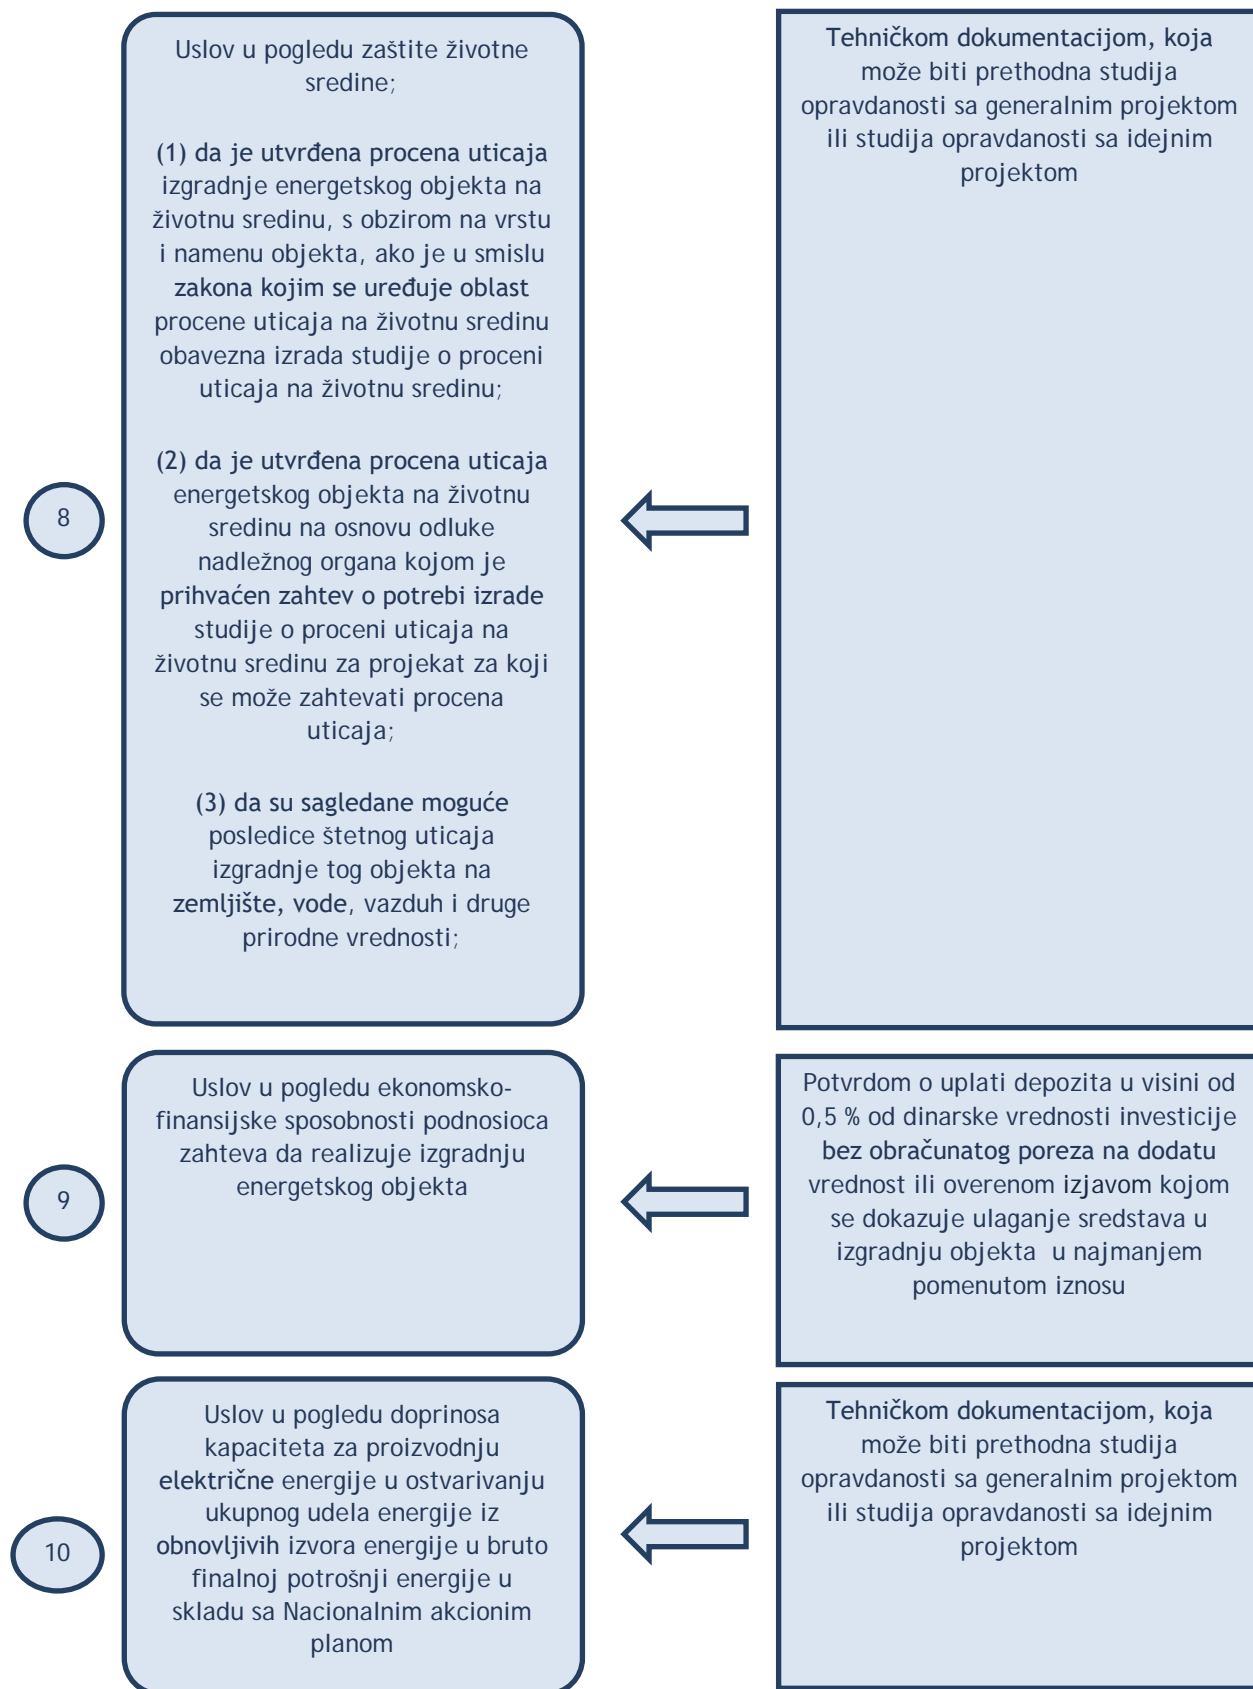 Uslov u pogledu zaštite životne
sredine;
(1) da je utvrđena procena uticaja
izgradnje energetskog objekta na
životnu sredinu, s obzirom na vrstu
i namenu objekta, ako je u smislu
zakona kojim se uređuje oblast
procene uticaja na životnu sredinu
obavezna izrada studije o proceni
uticaja na životnu sredinu;
(2) da je utvrđena procena uticaja
energetskog objekta na životnu
sredinu na osnovu odluke
nadležnog organa kojom je
prihvaćen zahtev o potrebi izrade
studije o proceni uticaja na
životnu sredinu za projekat za koji
se može zahtevati procena
uticaja;
(3) da su sagledane moguće
posledice štetnog uticaja
izgradnje tog objekta na
zemljište, vode, vazduh i druge
prirodne vrednosti;
8
Tehničkom dokumentacijom, koja
može biti prethodna studija
opravdanosti sa generalnim projektom
ili studija opravdanosti sa idejnim
projektom
Uslov u pogledu ekonomsko-
finansijske sposobnosti podnosioca
zahteva da realizuje izgradnju
energetskog objekta
9
Potvrdom o uplati depozita u visini od
0,5 % od dinarske vrednosti investicije
bez obračunatog poreza na dodatu
vrednost ili overenom izjavom kojom
se dokazuje ulaganje sredstava u
izgradnju objekta  u najmanjem
pomenutom iznosu
Uslov u pogledu doprinosa
kapaciteta za proizvodnju
električne energije u ostvarivanju
ukupnog udela energije iz
obnovljivih izvora energije u bruto
finalnoj potrošnji energije u
skladu sa Nacionalnim akcionim
planom
10
Tehničkom dokumentacijom, koja
može biti prethodna studija
opravdanosti sa generalnim projektom
ili studija opravdanosti sa idejnim
projektom